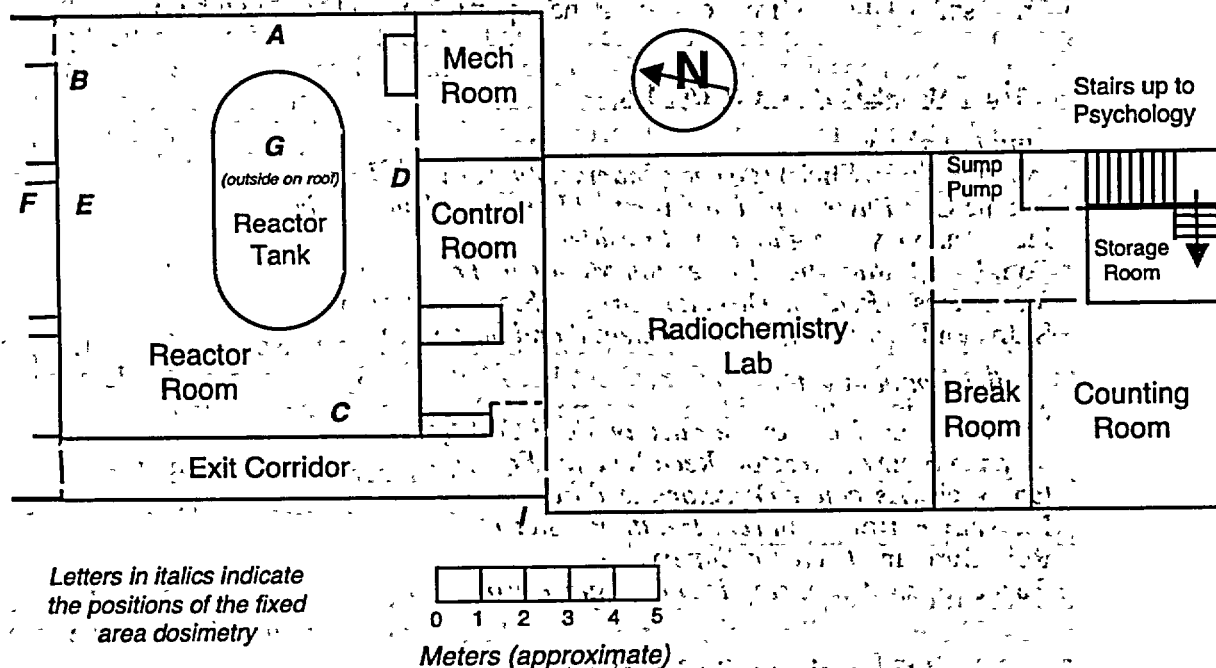 A
B
Mech
Room
N
Stairs up to
Psychology
G
(outside on roof)
Reactor
Tank
D
F
E
Control
Room
Sump
Pump
Storage
Room
Reactor
Room
C
Radiochemistry
Lab
Break
Room
Counting
Room
Exit Corridor
I
Letters in italics indicate
the positions of the fixed
area dosimetry
0 1 2 3 4 5
Meters (approximate)